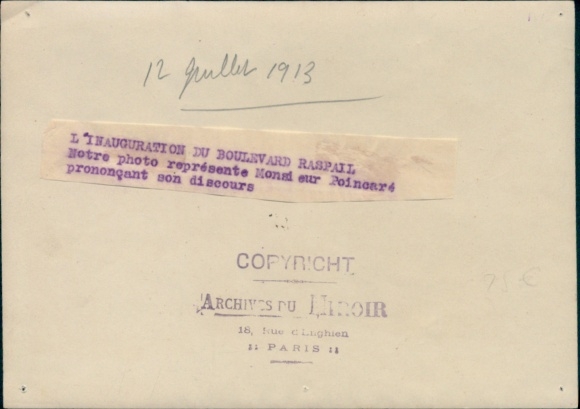 12 Juillet 1913
L'INAUGURATION DU BOULEVARD RASPAIL
Notre photo représente Monsieur Poincaré
prononçant son discours
COPYRICHT
ARCHIVES DU MIROIR
18, Rue d'Enghien
PARIS